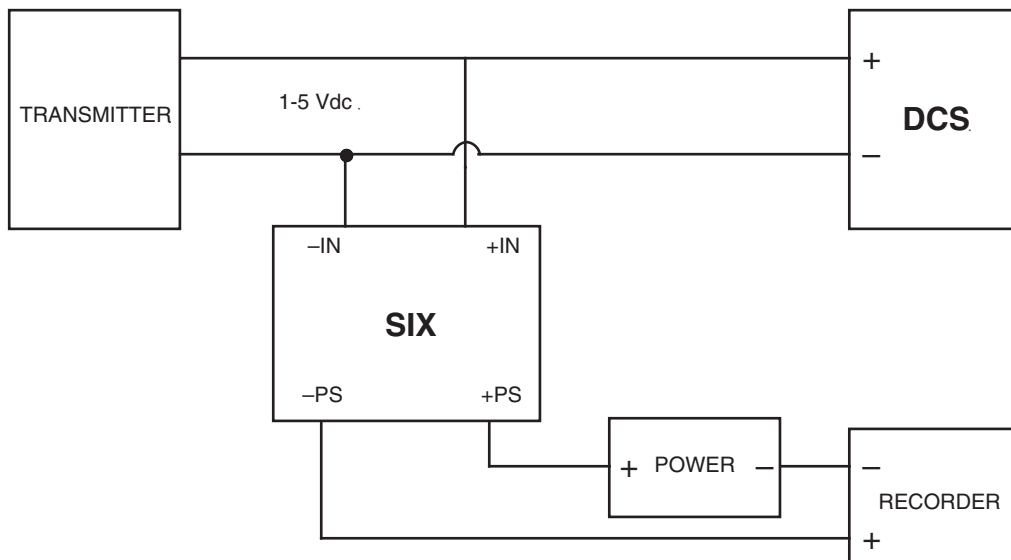 +
TRANSMITTER
1-5 Vdc .
DCS
–
–IN +IN
SIX
–PS +PS
+ POWER – –
RECORDER
+